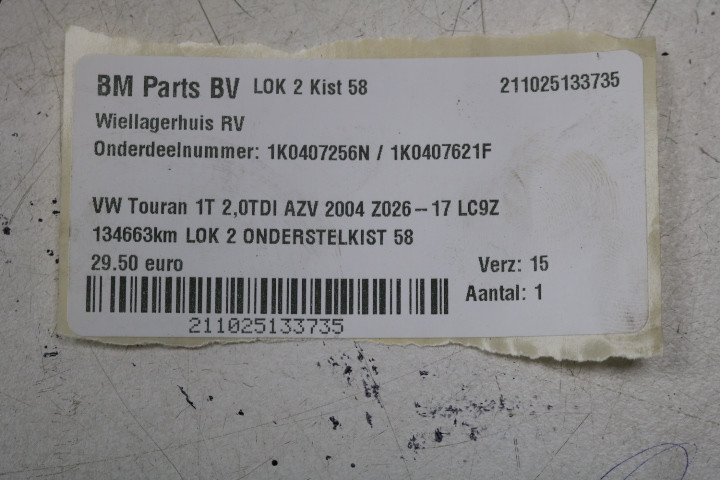 BM Parts BV LOK 2 Kist 58 211025133735
Wiellagerhuis RV
Onderdeelnummer: 1K0407256N / 1K0407621F
VW Touran 1T 2,0TDI AZV 2004 Z026-17 LC9Z
134663km LOK 2 ONDERSTELKIST 58
29.50 euro Verz: 15
Aantal: 1
211025133735